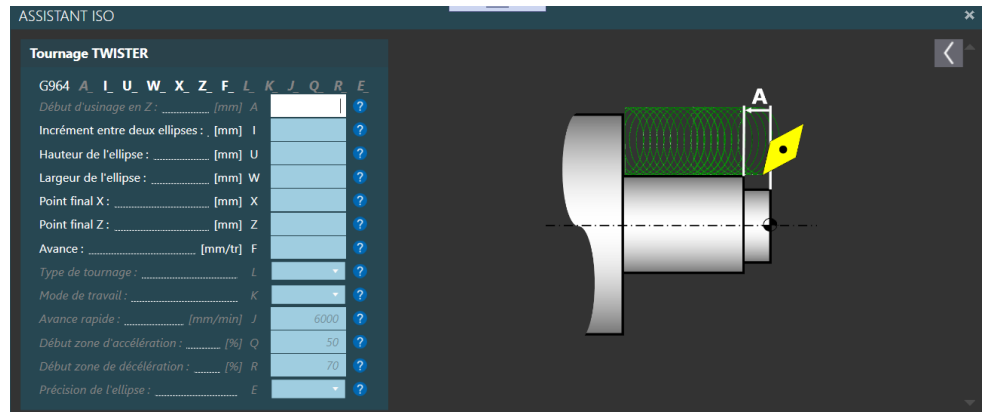 ASSISTANT ISO
Tournage TWISTER
G964 A_ I_ U_ W_ X_ Z_ F_ L_ K_ J_ Q_ R_ E_
Début d'usinage en Z : [mm] A
Incrément entre deux ellipses : [mm] I
Hauteur de l'ellipse : [mm] U
Largeur de l'ellipse : [mm] W
Point final X : [mm] X
Point final Z : [mm] Z
Avance : [mm/tr] F
Type de tournage : L
Mode de travail : K
Avance rapide : [mm/min] J 6000
Début zone d'accélération : [%] Q 50
Début zone de décélération : [%] R 70
Précision de l'ellipse : E
A